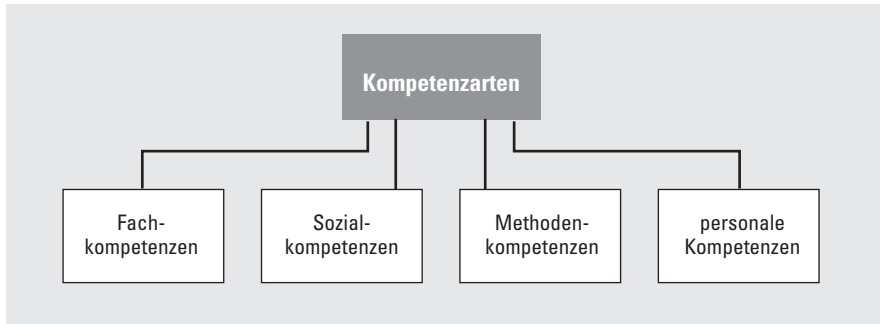 Kompetenzarten
Fach-
kompetenzen
Sozial-
kompetenzen
Methoden-
kompetenzen
personale
Kompetenzen